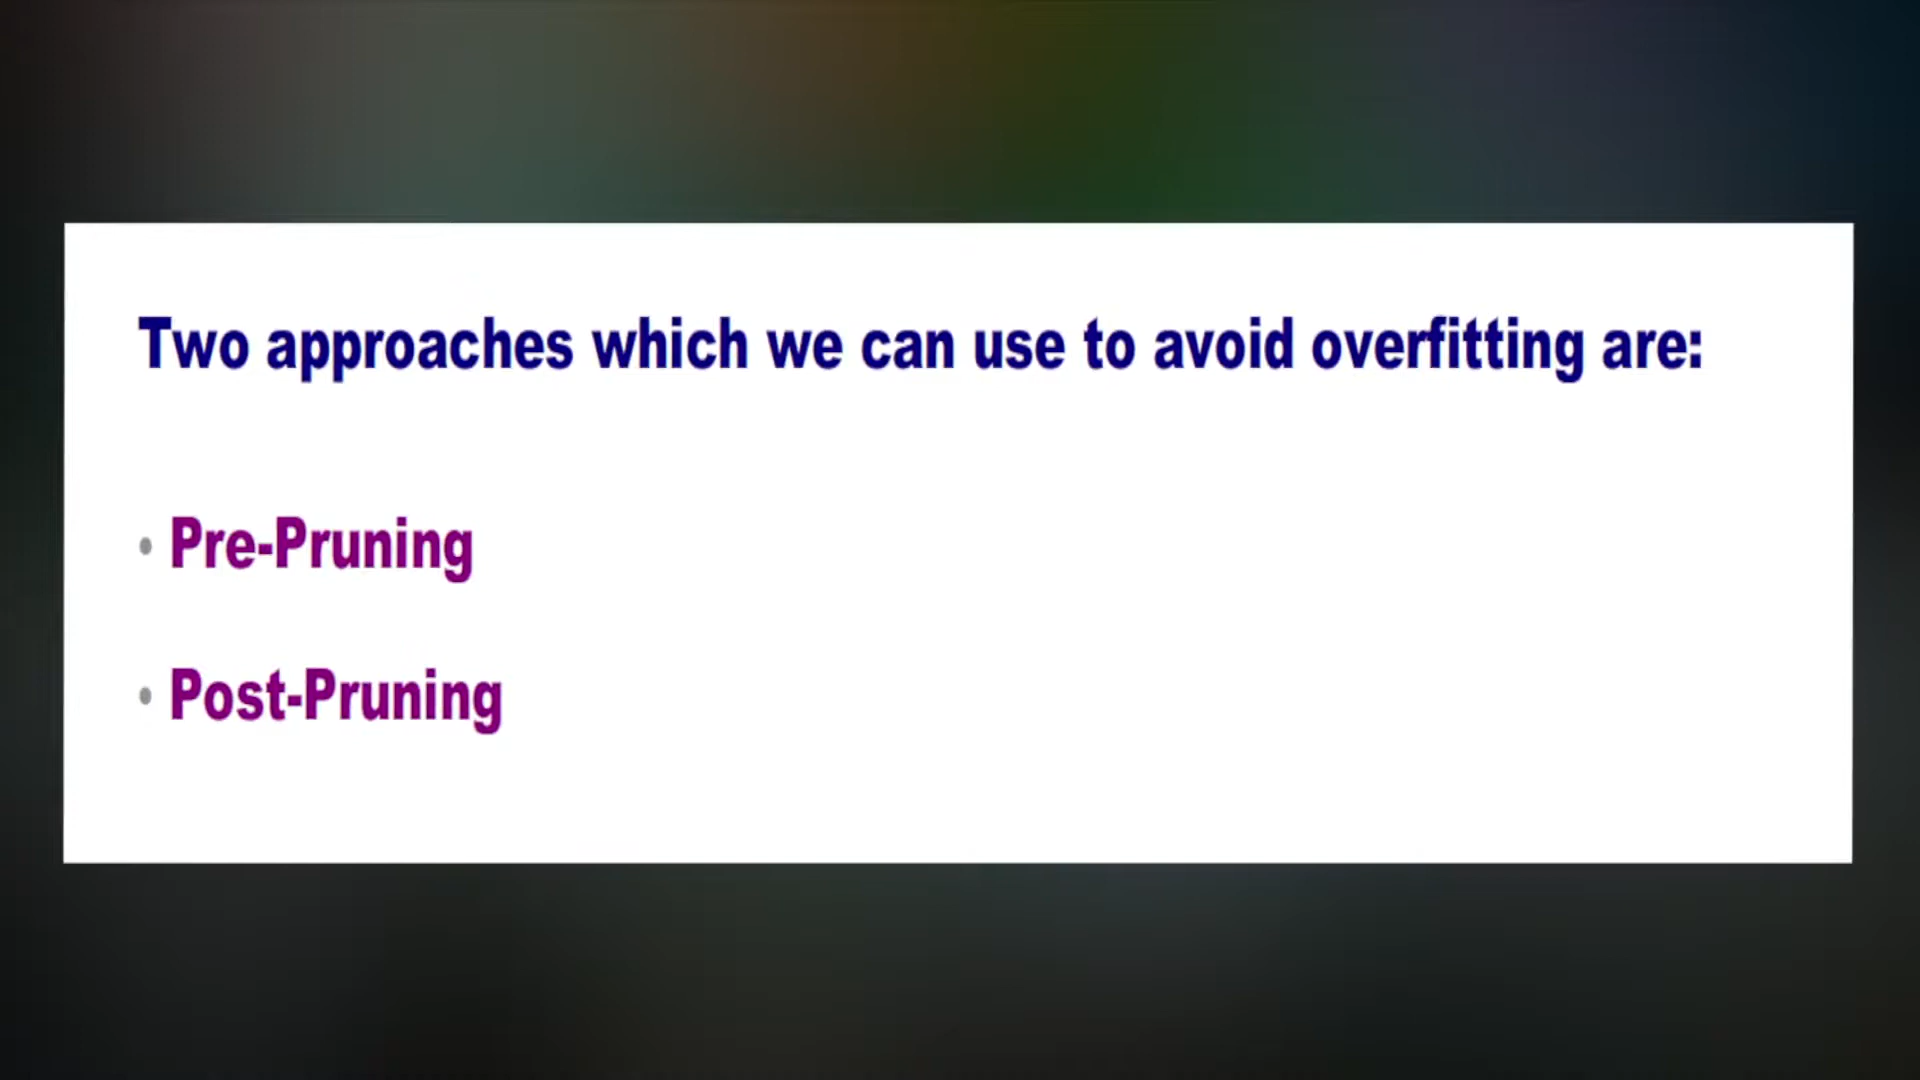 Two approaches which we can use to avoid overfitting are:
• Pre-Pruning
• Post-Pruning